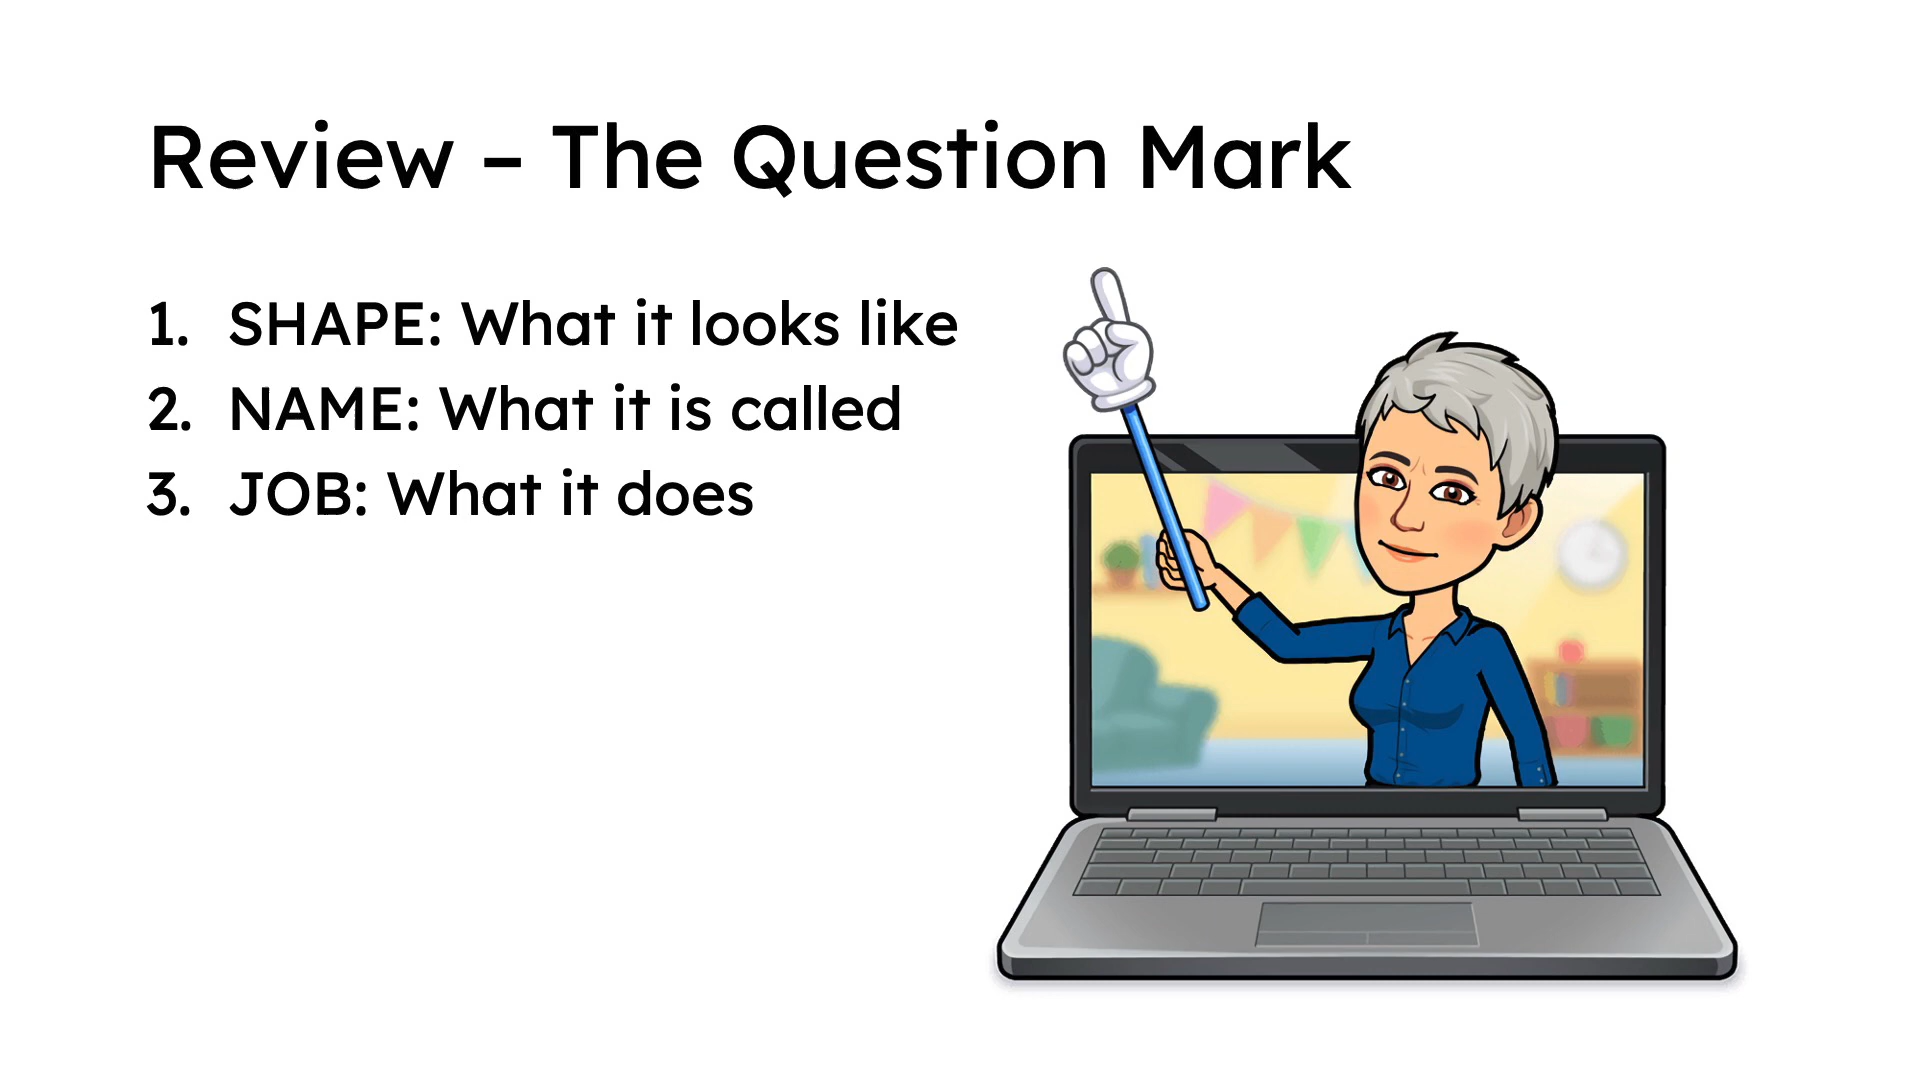 Review – The Question Mark
1. SHAPE: What it looks like
2. NAME: What it is called
3. JOB: What it does